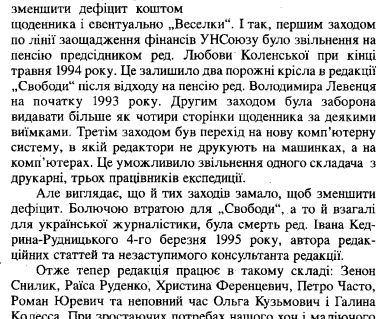 зменшити дефіцит коштом
щоденника і евентуально „Веселки“. І так, першим заходом
по лінії заощадження фінансів УНСоюзу було звільнення на
пенсію предсідником ред. Любови Коленської при кінці
травня 1994 року. Це залишило два порожні крісла в редакції
„Свободи“ після відходу на пенсію ред. Володимира Левенця
на початку 1993 року. Другим заходом була заборона
видавати більше як чотири сторінки щоденника за деякими
виїмками. Третім заходом був перехід на нову комп'ютерну
систему, в якій редактори не друкують на машинках, а на
комп'ютерах. Це уможливило звільнення одного складача з
друкарні, трьох працівників експедиції.
Але виглядає, що й тих заходів замало, щоб зменшити
дефіцит. Болючою втратою для „Свободи“, а то й взагалі
для української журналістики, була смерть ред. Івана Кед-
рина-Рудницького 4-го березня 1995 року, автора редак-
ційних статтей та незаступимого консультанта редакції.
Отже тепер редакція працює в такому складі: Зенон
Снилик, Раїса Руденко, Христина Ференцевич, Петро Часто,
Роман Юревич та неповний час Ольга Кузьмович і Галина
Колесса. При зростаючих потребах нашого хоч і маліючого